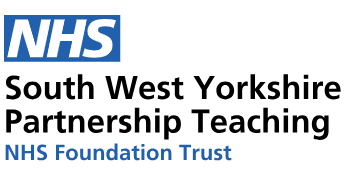 NHS
South West Yorkshire
Partnership Teaching
NHS Foundation Trust